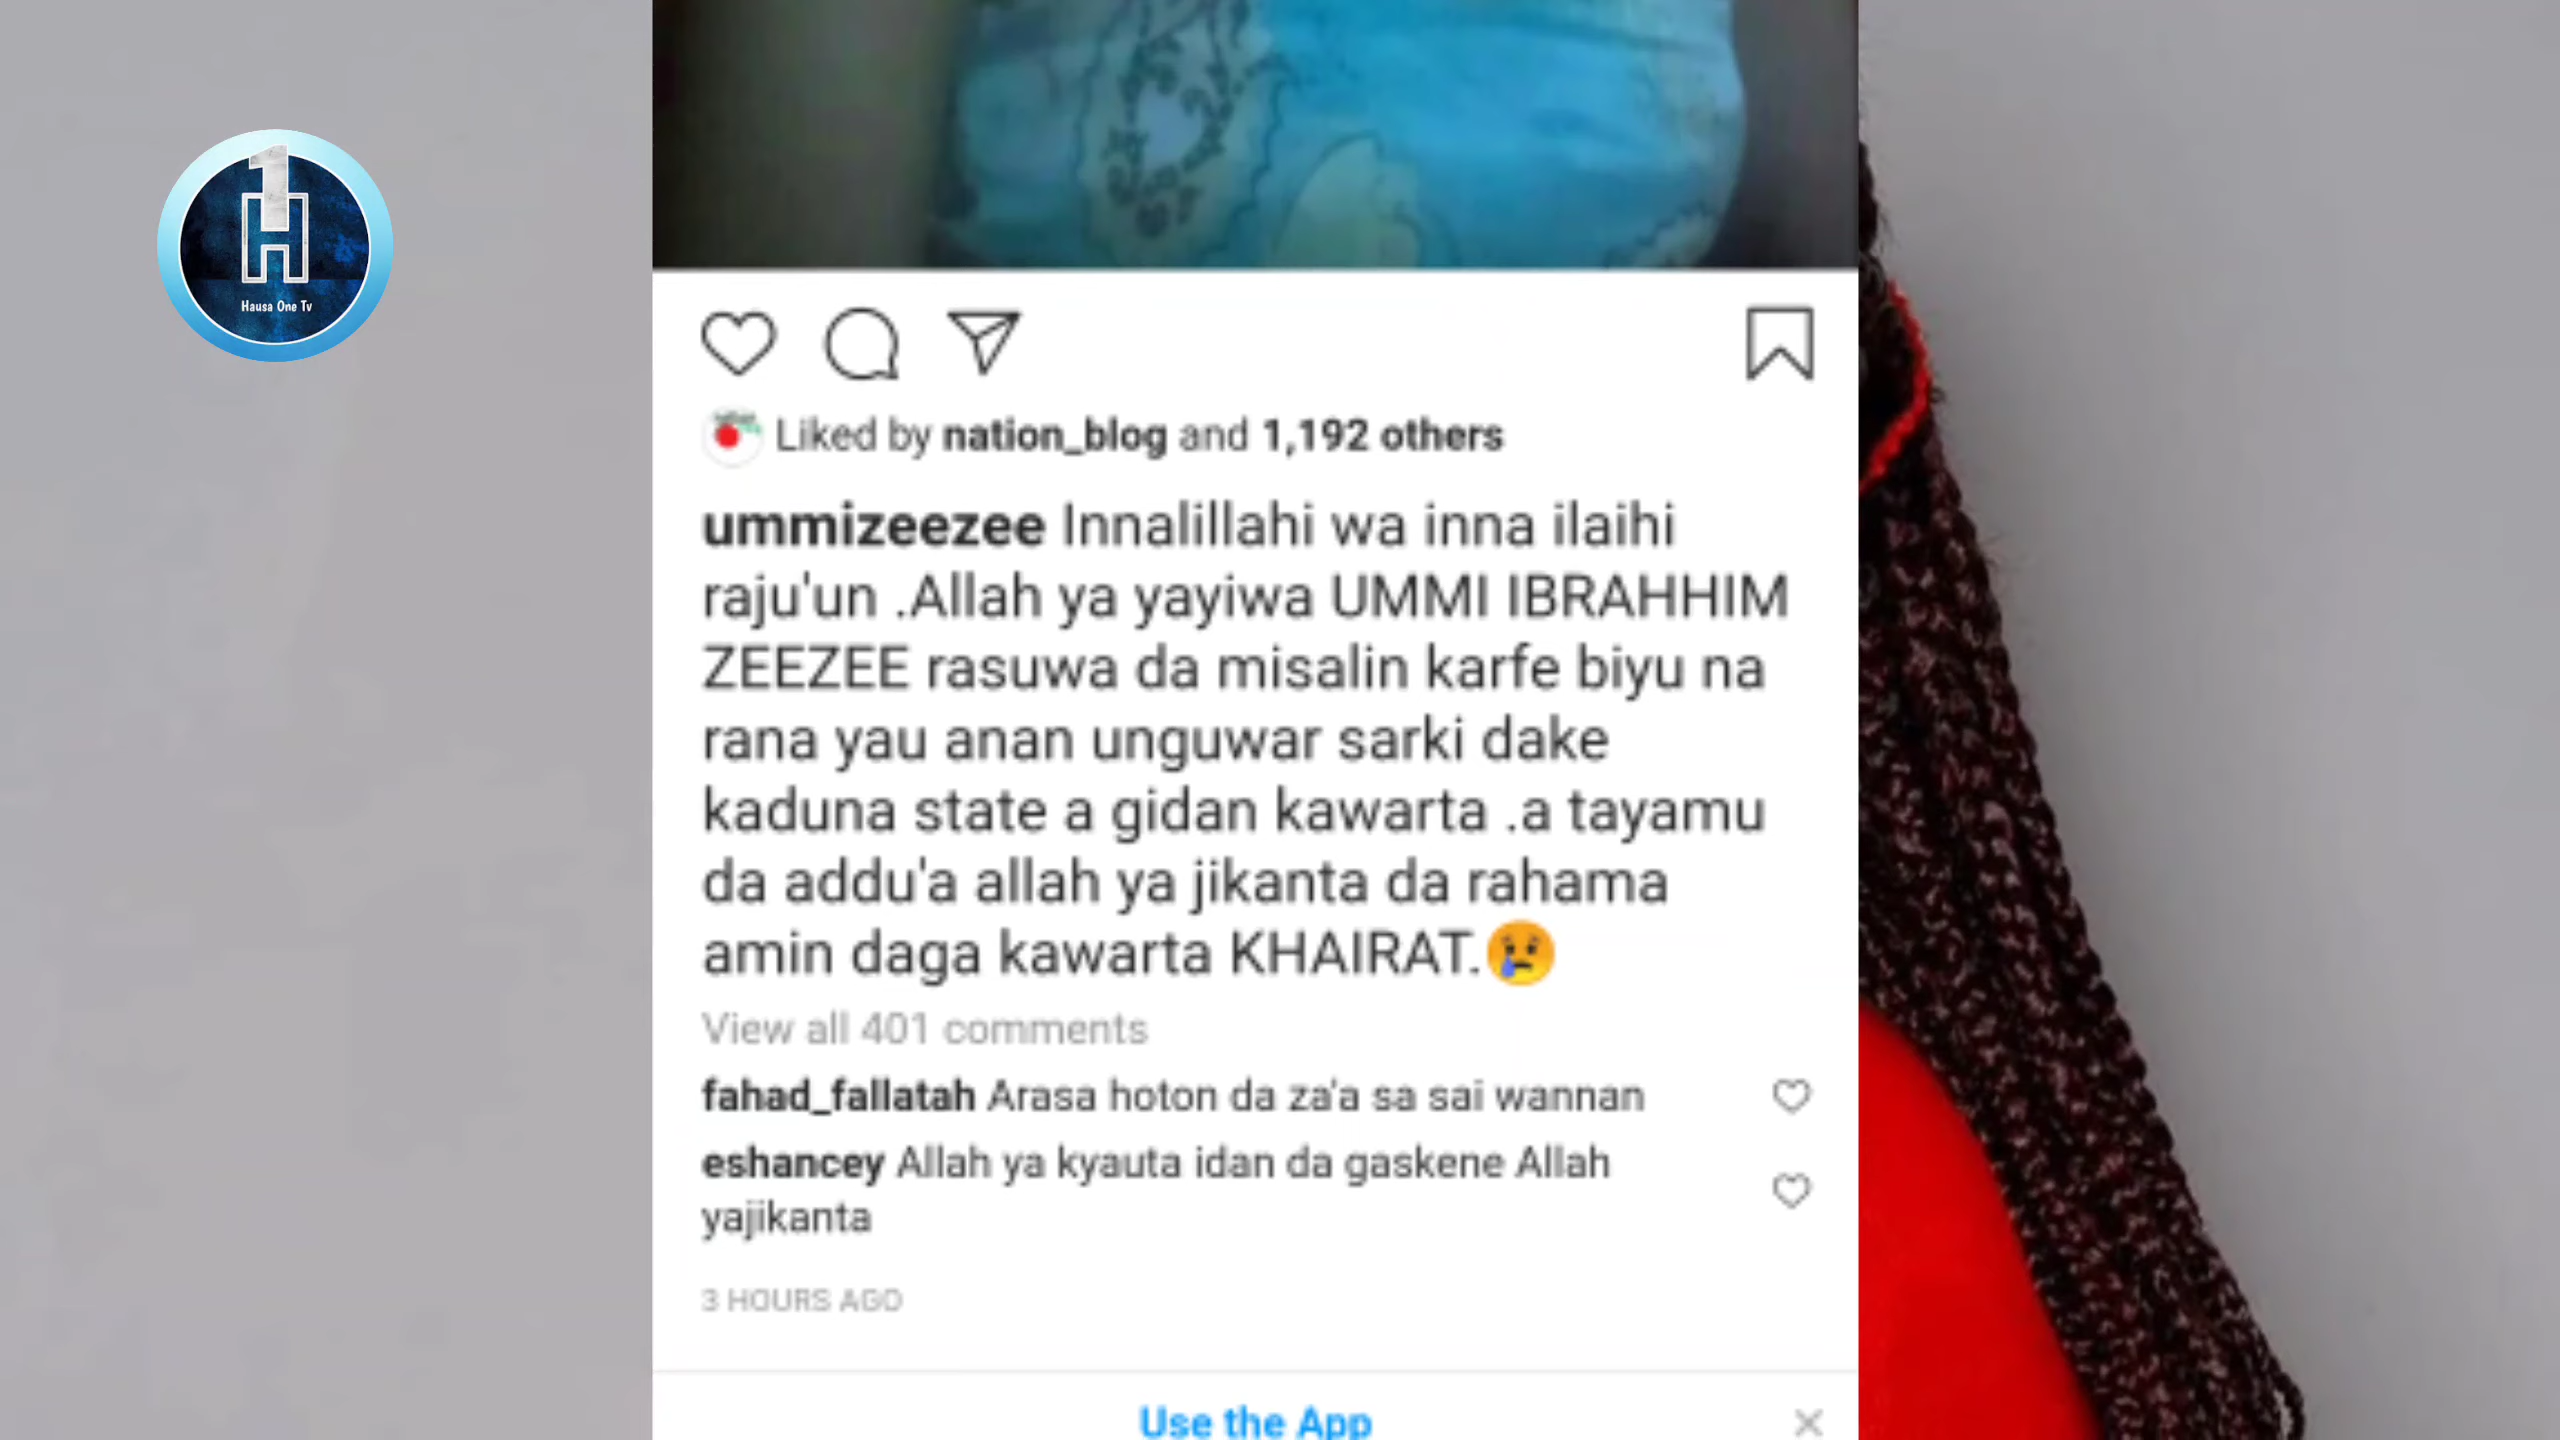 1
H
Hausa One Tv
Liked by nation_blog and 1,192 others
ummizeezee Innalillahi wa inna ilaihi
raju'un .Allah ya yayiwa UMMI IBRAHHIM
ZEEZEE rasuwa da misalin karfe biyu na
rana yau anan unguwar sarki dake
kaduna state a gidan kawarta .a tayamu
da addu'a allah ya jikanta da rahama
amin daga kawarta KHAIRAT.😢
View all 401 comments
fahad_fallatah Arasa hoton da za'a sa sai wannan
eshancey Allah ya kyauta idan da gaskene Allah
yajikanta
3 HOURS AGO
Use the App